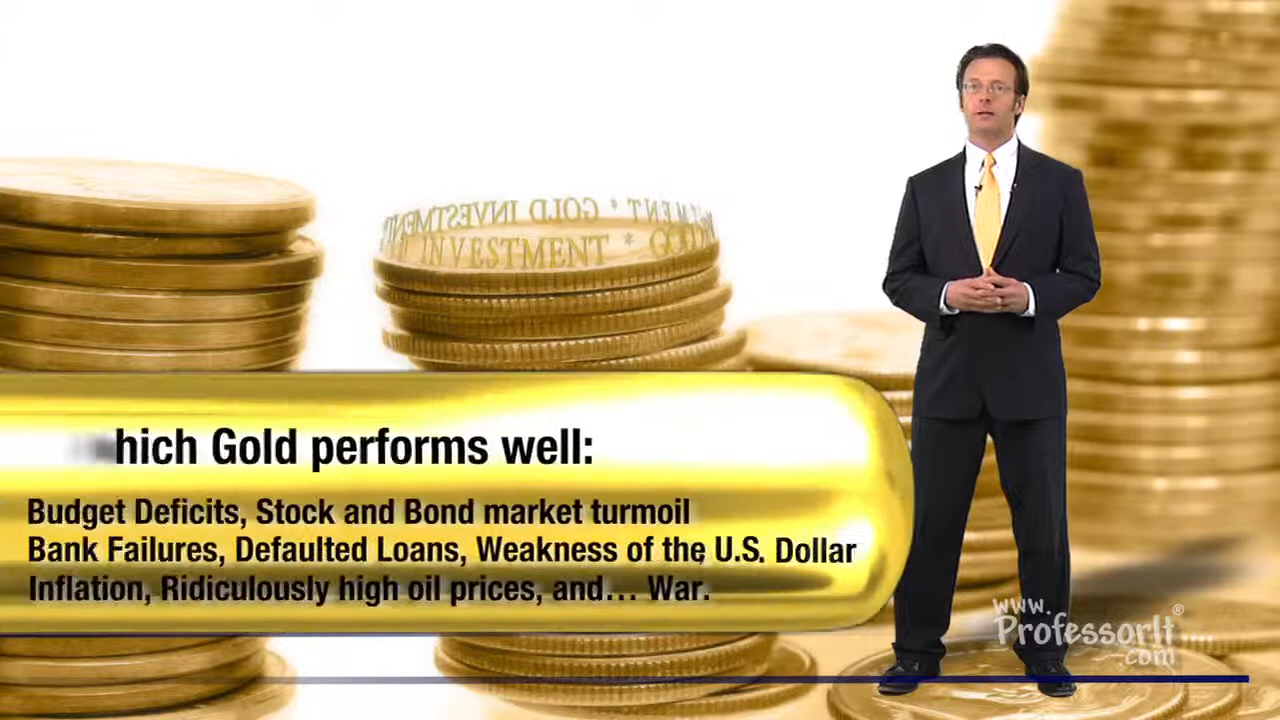 GOLD INVESTMENT * 
INVESTMENT *
hich Gold performs well:
Budget Deficits, Stock and Bond market turmoil
Bank Failures, Defaulted Loans, Weakness of the U.S. Dollar
Inflation, Ridiculously high oil prices, and... War.
www.
ProfessorIt®
.com